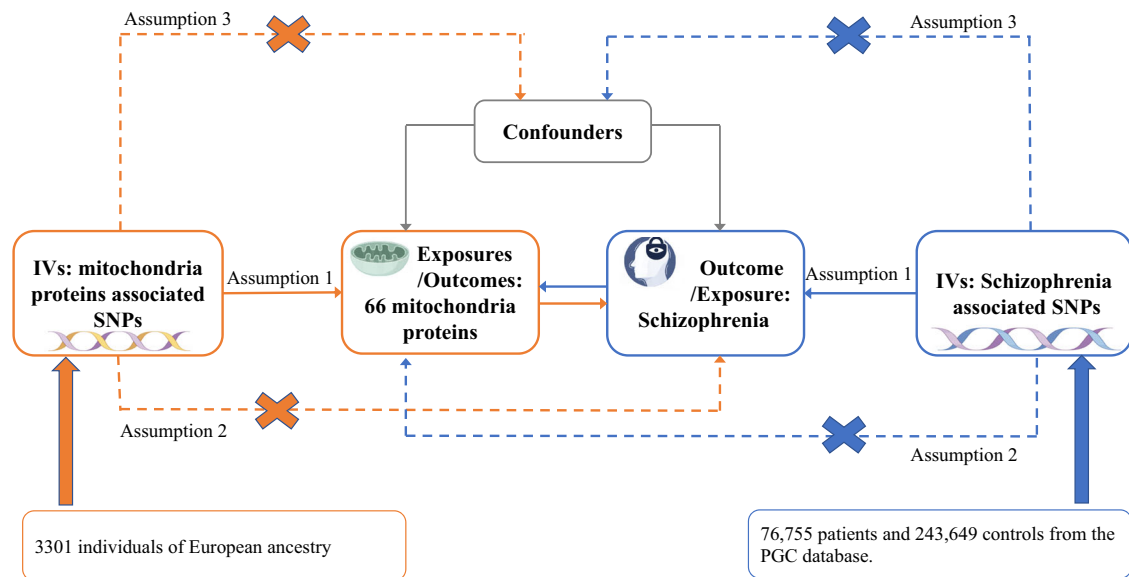 Assumption 3
Assumption 3
Confounders
IVs: mitochondria
proteins associated
SNPs
Assumption 1
Exposures
/Outcomes:
66 mitochondria
proteins
Outcome
/Exposure:
Schizophrenia
Assumption 1
IVs: Schizophrenia
associated SNPs
Assumption 2
Assumption 2
3301 individuals of European ancestry
76,755 patients and 243,649 controls from the
PGC database.